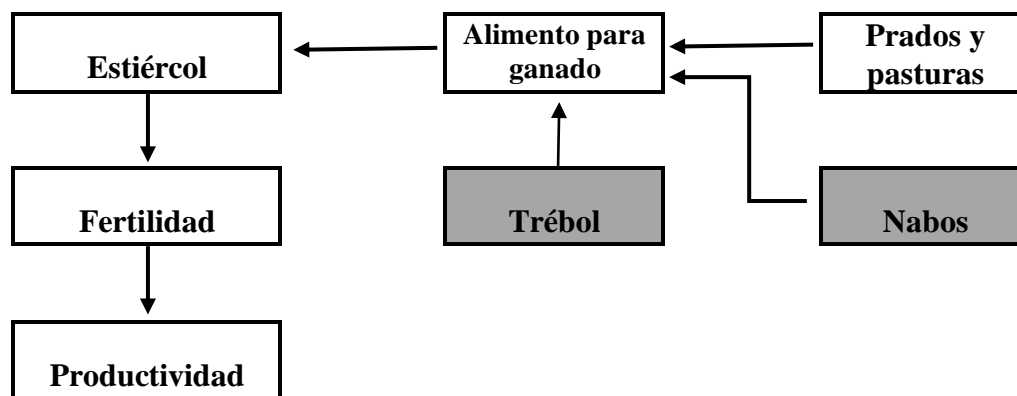 Estiércol
Alimento para
ganado
Prados y
pasturas
Fertilidad
Trébol
Nabos
Productividad